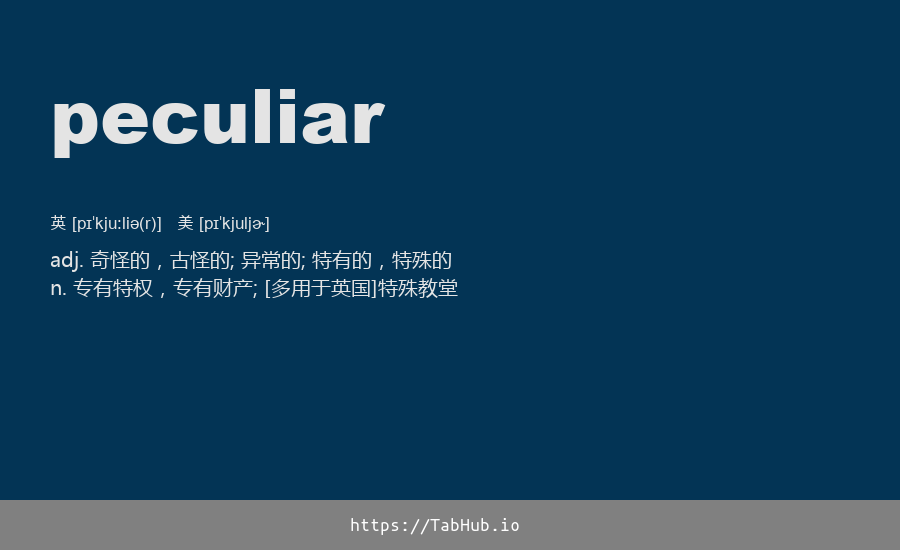 peculiar
英 [pɪˈkjuːliə(r)] 美 [pɪˈkjuljɚ]
adj. 奇怪的，古怪的; 异常的; 特有的，特殊的
n. 专有特权，专有财产; [多用于英国]特殊教堂
https://TabHub.io